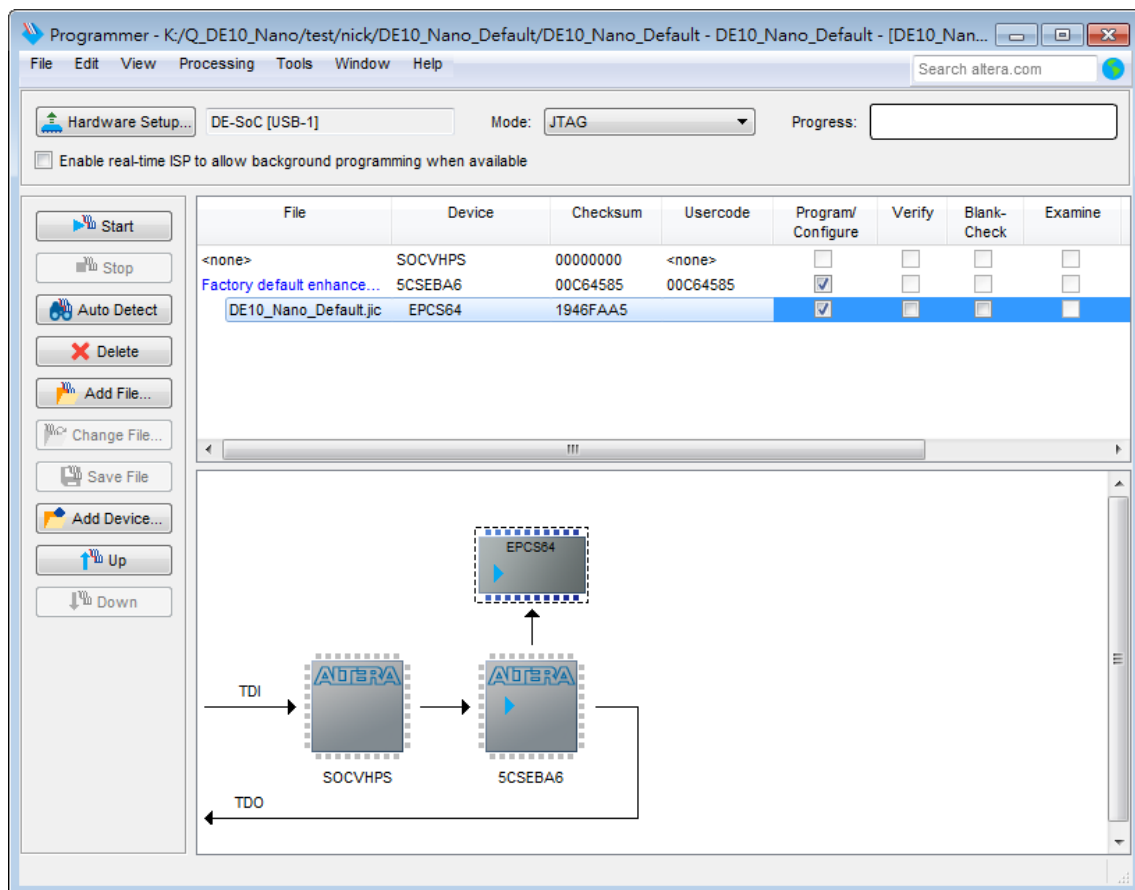 Programmer - K:/Q_DE10_Nano/test/nick/DE10_Nano_Default/DE10_Nano_Default - DE10_Nano_Default - [DE10_Nan...
File Edit View Processing Tools Window Help
Search altera.com
Hardware Setup... DE-SoC [USB-1] Mode: JTAG Progress:
Enable real-time ISP to allow background programming when available
Start
Stop
Auto Detect
Delete
Add File...
Change File...
Save File
Add Device...
Up
Down
File Device Checksum Usercode Program/ Verify Blank- Examine
Configure Check
<none> SOCVHPS 00000000 <none>
Factory default enhance... 5CSEBA6 00C64585 00C64585
DE10_Nano_Default.jic EPCS64 1946FAA5
EPCS64
ALTERA ALTERA
TDI
SOCVHPS 5CSEBA6
TDO